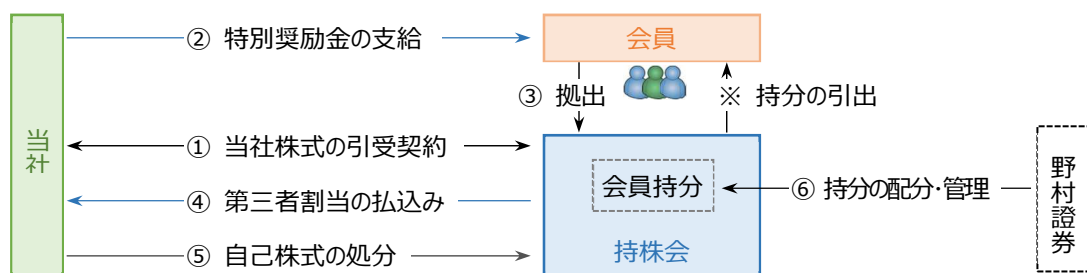 ② 特別奨励金の支給
会員
③ 拠出
※ 持分の引出
当社
① 当社株式の引受契約
会員持分
⑥ 持分の配分・管理
野村證券
④ 第三者割当の払込み
⑤ 自己株式の処分
持株会